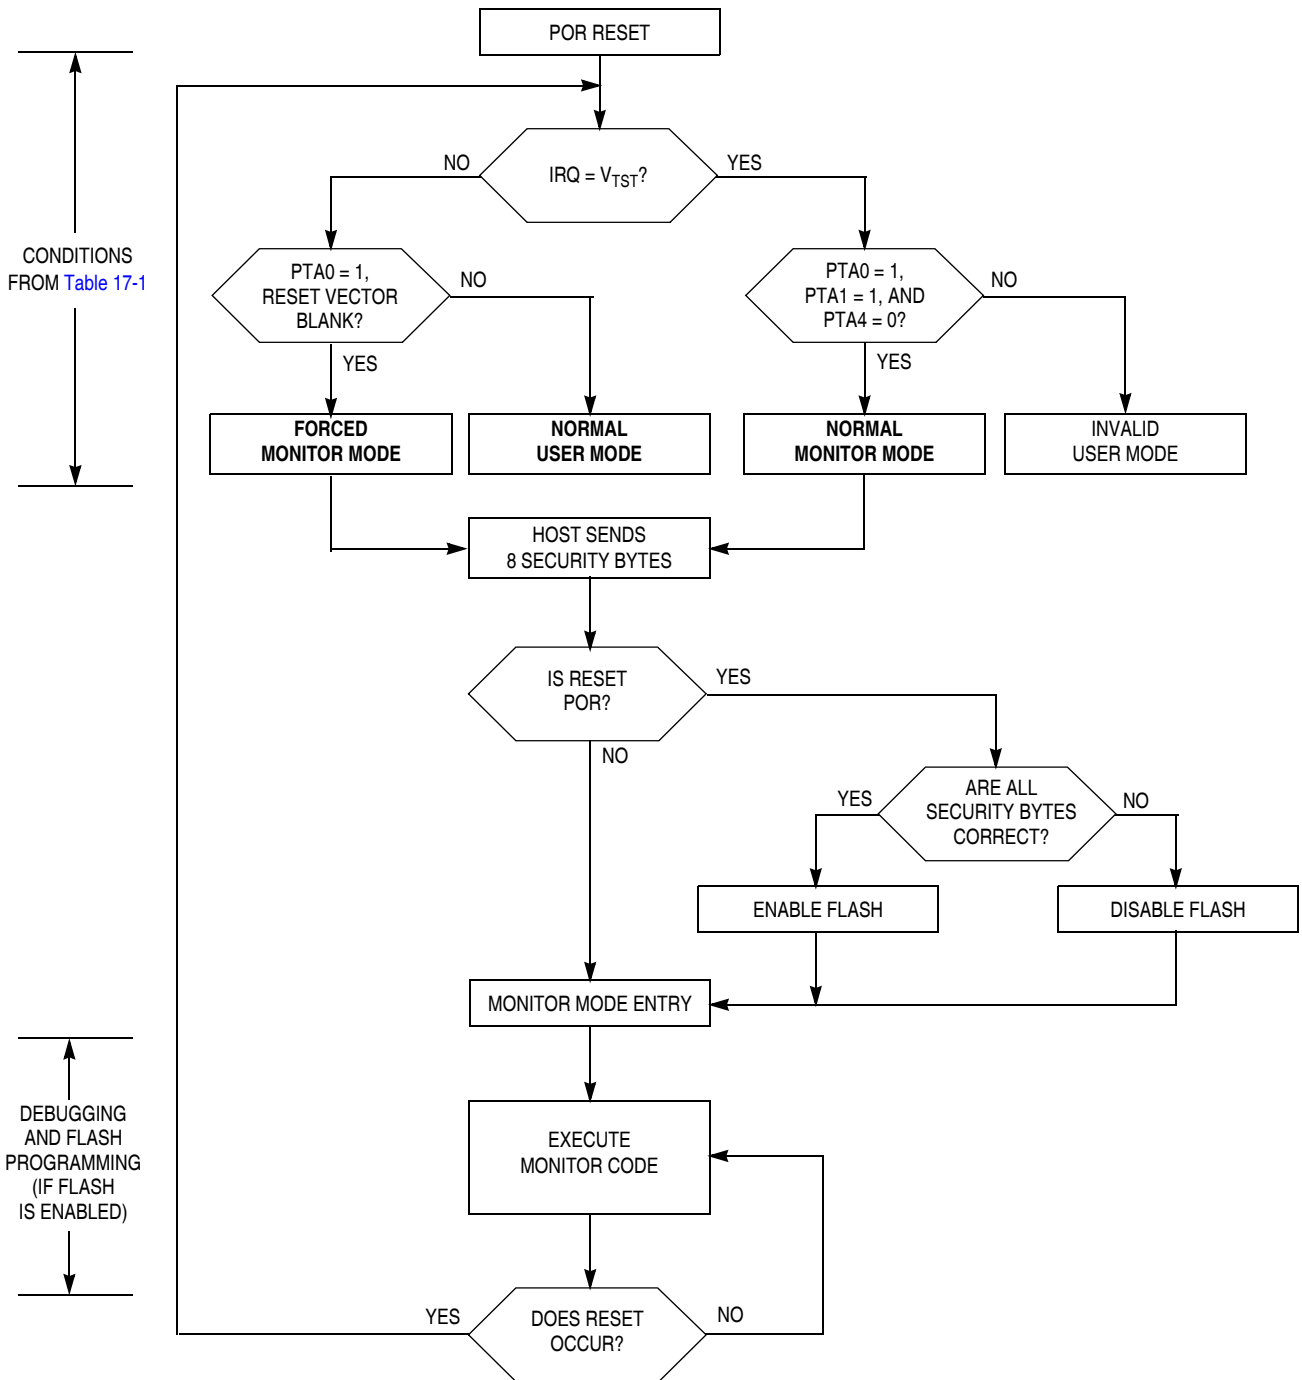 POR RESET
NO
IRQ = VTST?
YES
CONDITIONS
FROM Table 17-1
PTA0 = 1,
RESET VECTOR
BLANK?
NO
YES
PTA0 = 1,
PTA1 = 1, AND
PTA4 = 0?
NO
YES
FORCED
MONITOR MODE
NORMAL
USER MODE
NORMAL
MONITOR MODE
INVALID
USER MODE
HOST SENDS
8 SECURITY BYTES
IS RESET
POR?
YES
NO
ARE ALL
SECURITY BYTES
CORRECT?
YES
NO
ENABLE FLASH
DISABLE FLASH
MONITOR MODE ENTRY
DEBUGGING
AND FLASH
PROGRAMMING
(IF FLASH
IS ENABLED)
EXECUTE
MONITOR CODE
YES
DOES RESET
OCCUR?
NO